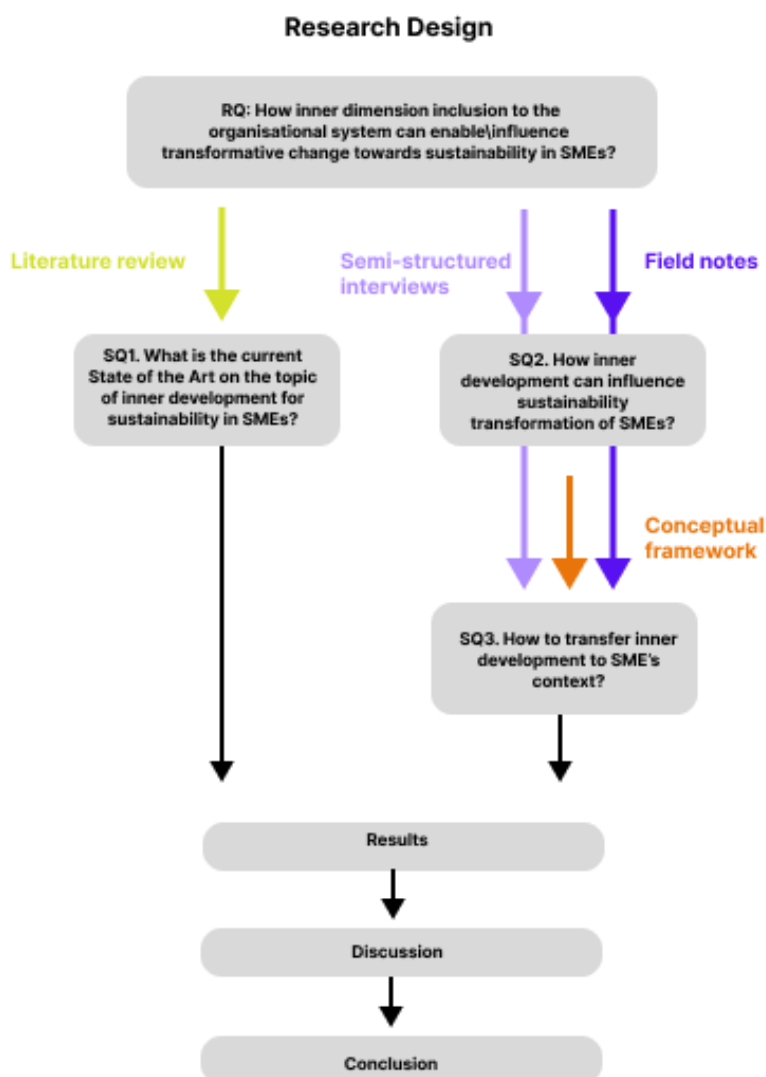 Research Design
RQ: How inner dimension inclusion to the
organisational system can enable\influence
transformative change towards sustainability in SMEs?
Literature review
Semi-structured
interviews
Field notes
SQ1. What is the current
State of the Art on the topic
of inner development for
sustainability in SMEs?
SQ2. How inner
development can influence
sustainability
transformation of SMEs?
Conceptual
framework
SQ3. How to transfer inner
development to SME's
context?
Results
Discussion
Conclusion